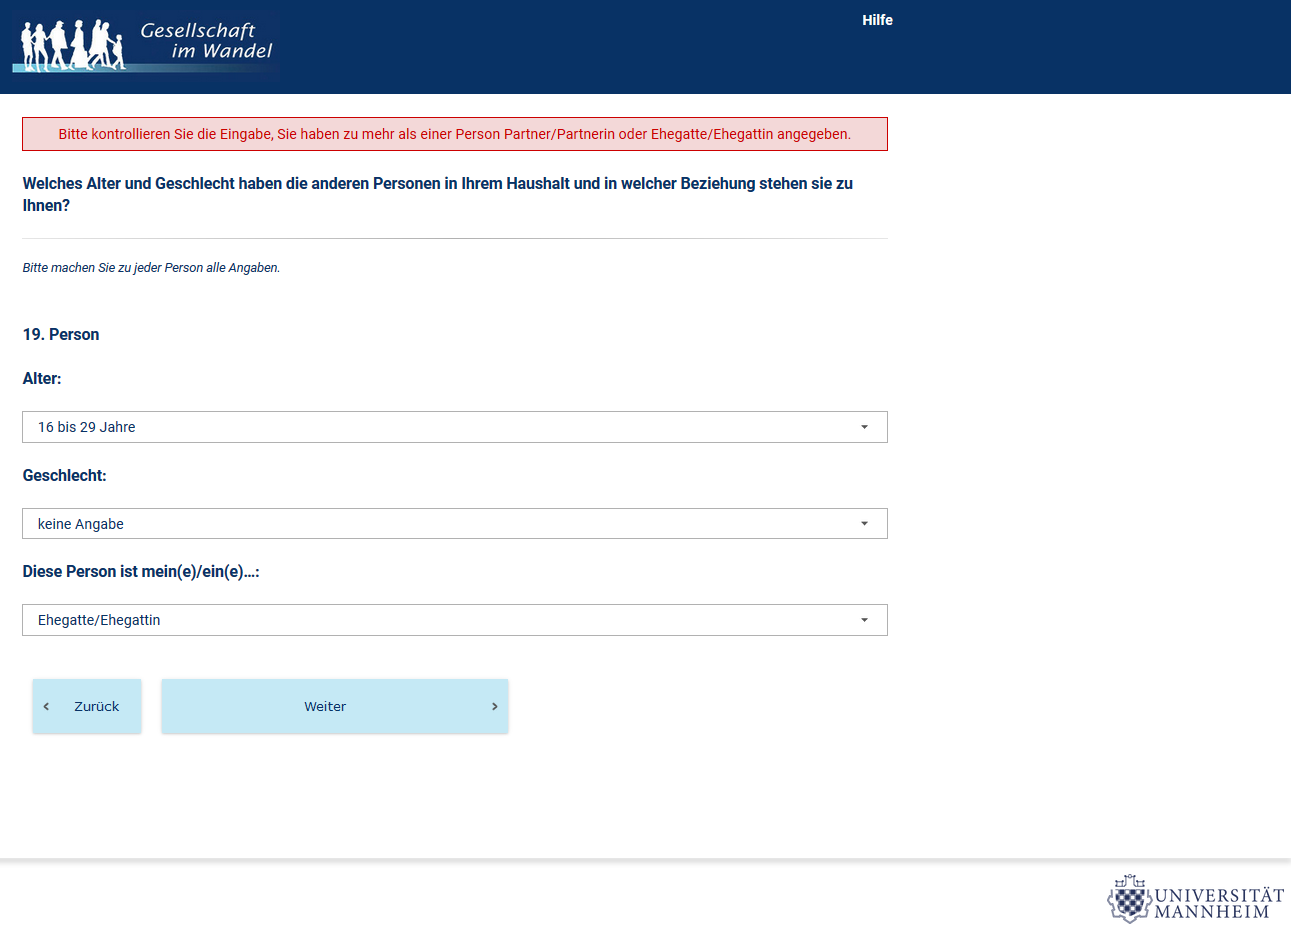 Gesellschaft
im Wandel
Hilfe
Bitte kontrollieren Sie die Eingabe, Sie haben zu mehr als einer Person Partner/Partnerin oder Ehegatte/Ehegattin angegeben.
Welches Alter und Geschlecht haben die anderen Personen in Ihrem Haushalt und in welcher Beziehung stehen sie zu
Ihnen?
Bitte machen Sie zu jeder Person alle Angaben.
19. Person
Alter:
16 bis 29 Jahre
Geschlecht:
keine Angabe
Diese Person ist mein(e)/ein(e)...:
Ehegatte/Ehegattin
Zurück
Weiter
UNIVERSITÄT
MANNHEIM